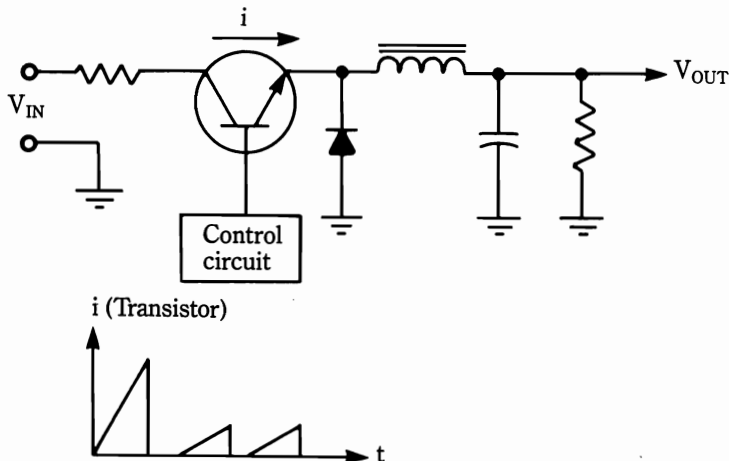 i
V_IN
V_OUT
Control
circuit
i (Transistor)
t